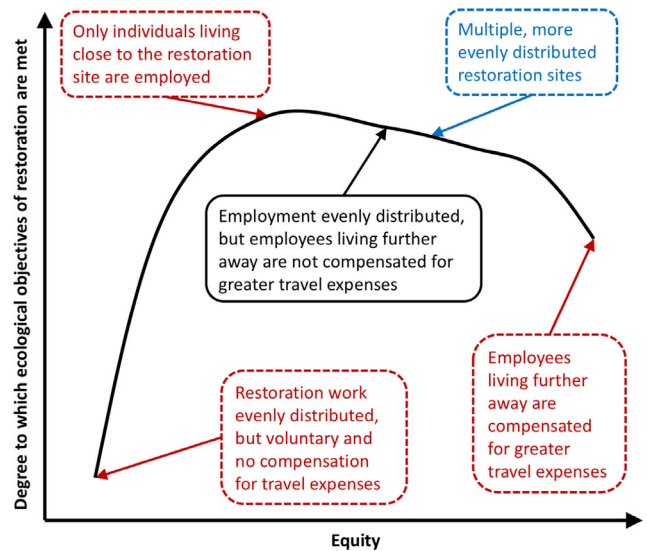 Only individuals living
close to the restoration
site are employed
Multiple, more
evenly distributed
restoration sites
Employment evenly distributed,
but employees living further
away are not compensated for
greater travel expenses
Restoration work
evenly distributed,
but voluntary and
no compensation
for travel expenses
Employees
living further
away are
compensated
for greater
travel expenses
Degree to which ecological objectives of restoration are met
Equity